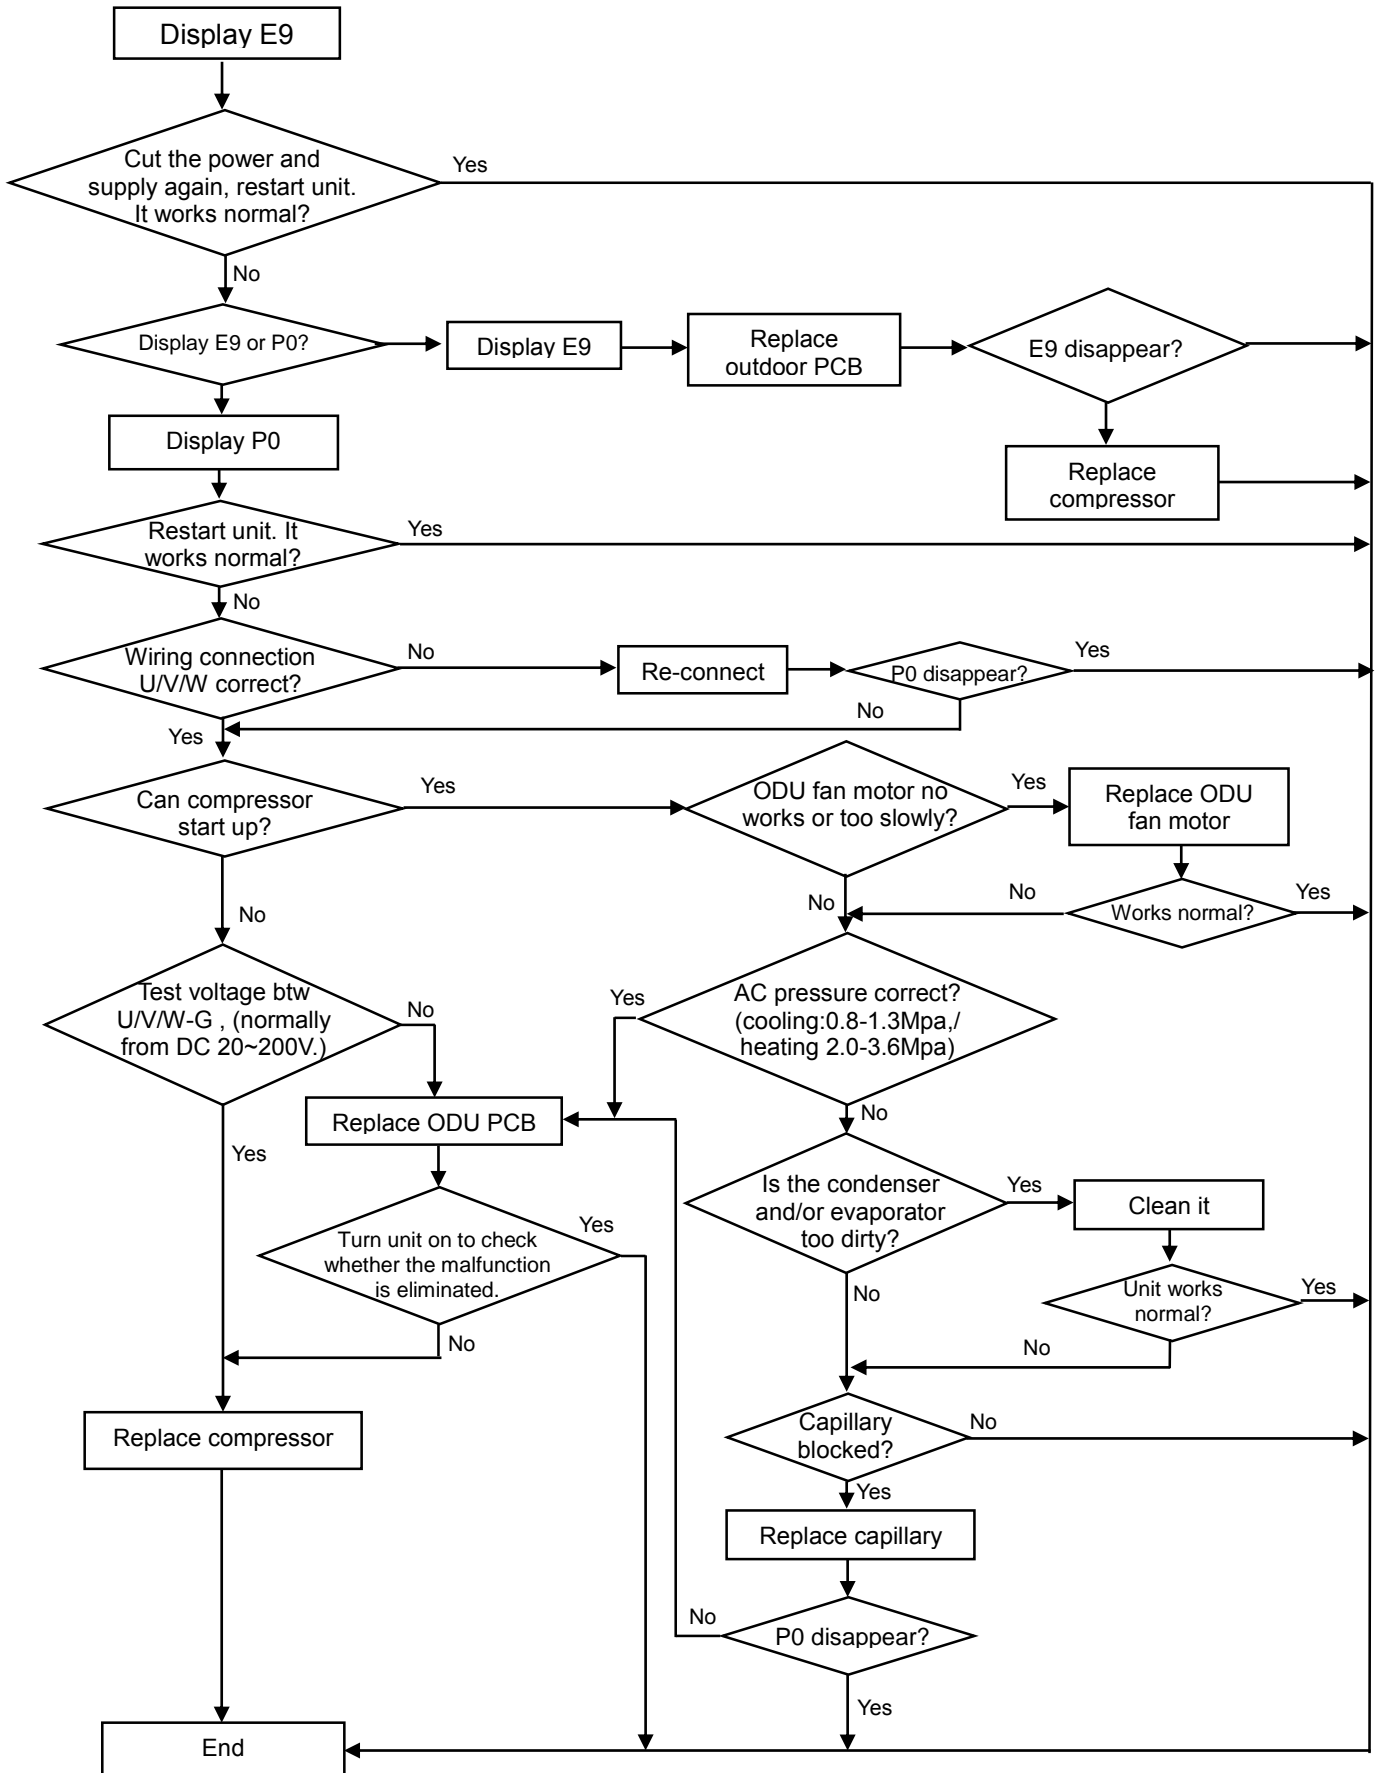 Display E9
Cut the power and
supply again, restart unit.
It works normal?
Yes
No
Display E9 or P0?
Display E9
Replace
outdoor PCB
E9 disappear?
Display P0
Replace
compressor
Restart unit. It
works normal?
Yes
No
Wiring connection
U/V/W correct?
No
Re-connect
P0 disappear?
Yes
No
Yes
Can compressor
start up?
Yes
ODU fan motor no
works or too slowly?
Yes
Replace ODU
fan motor
No
No
No
Works normal?
Yes
Test voltage btw
U/V/W-G , (normally
from DC 20~200V.)
No
Yes
AC pressure correct?
(cooling:0.8-1.3Mpa,/
heating 2.0-3.6Mpa)
Replace ODU PCB
No
Yes
Is the condenser
and/or evaporator
too dirty?
Yes
Clean it
Turn unit on to check
whether the malfunction
is eliminated.
Yes
No
No
Unit works
normal?
Yes
No
Replace compressor
Capillary
blocked?
No
Yes
Replace capillary
No
P0 disappear?
Yes
End